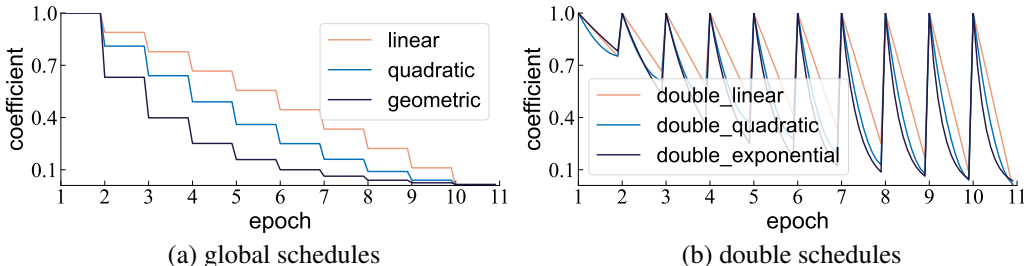 1.0
0.7
0.4
0.1
coefficient
linear
quadratic
geometric
1 2 3 4 5 6 7 8 9 10 11
epoch
(a) global schedules
1.0
0.7
0.4
0.1
coefficient
double_linear
double_quadratic
double_exponential
1 2 3 4 5 6 7 8 9 10 11
epoch
(b) double schedules